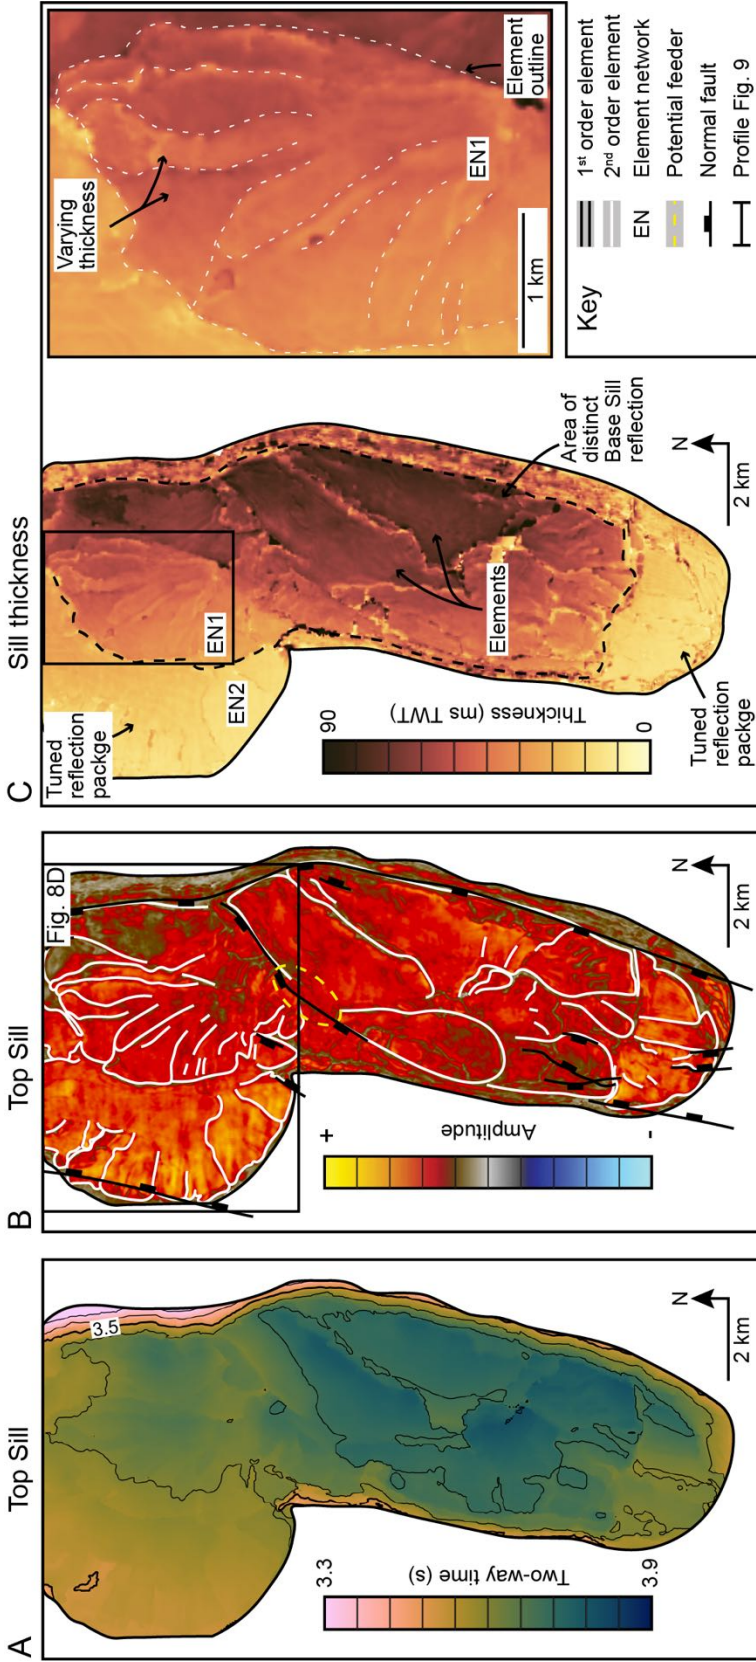 A
Top Sill
3.5
3.3
Two-way time (s)
3.9
N
2 km
B
Top Sill
Fig. 8D
+
Amplitude
-
N
2 km
C
Sill thickness
Tuned
reflection
packge
EN2
EN1
90
Thickness (ms TWT)
0
Elements
Area of
distinct
Base Sill
reflection
Tuned
reflection
packge
N
2 km
Varying
thickness
EN1
Element
outline
1 km
Key
1st order element
2nd order element
EN Element network
Potential feeder
Normal fault
Profile Fig. 9